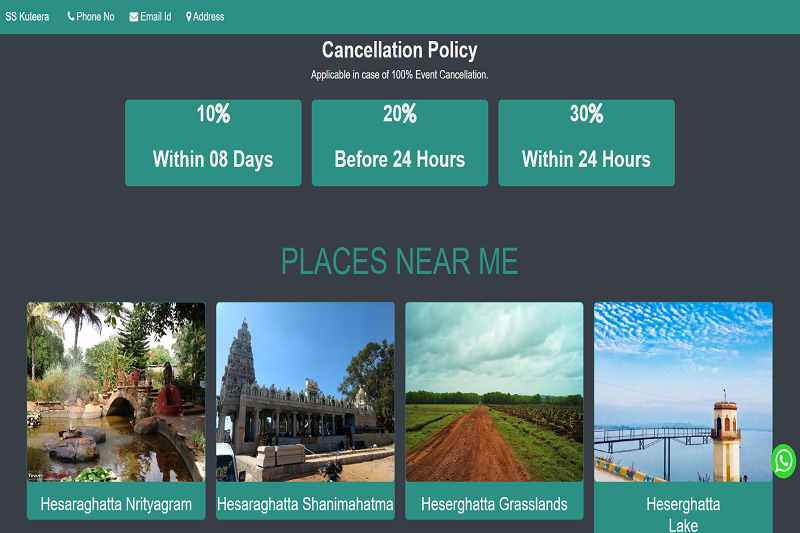 SS Kuteera Phone No Email Id Address
Cancellation Policy
Applicable in case of 100% Event Cancellation.
10% 20% 30%
Within 08 Days Before 24 Hours Within 24 Hours
PLACES NEAR ME
Hesaraghatta Nrityagram Hesaraghatta Shanimahatma Heserghatta Grasslands Heserghatta
Lake